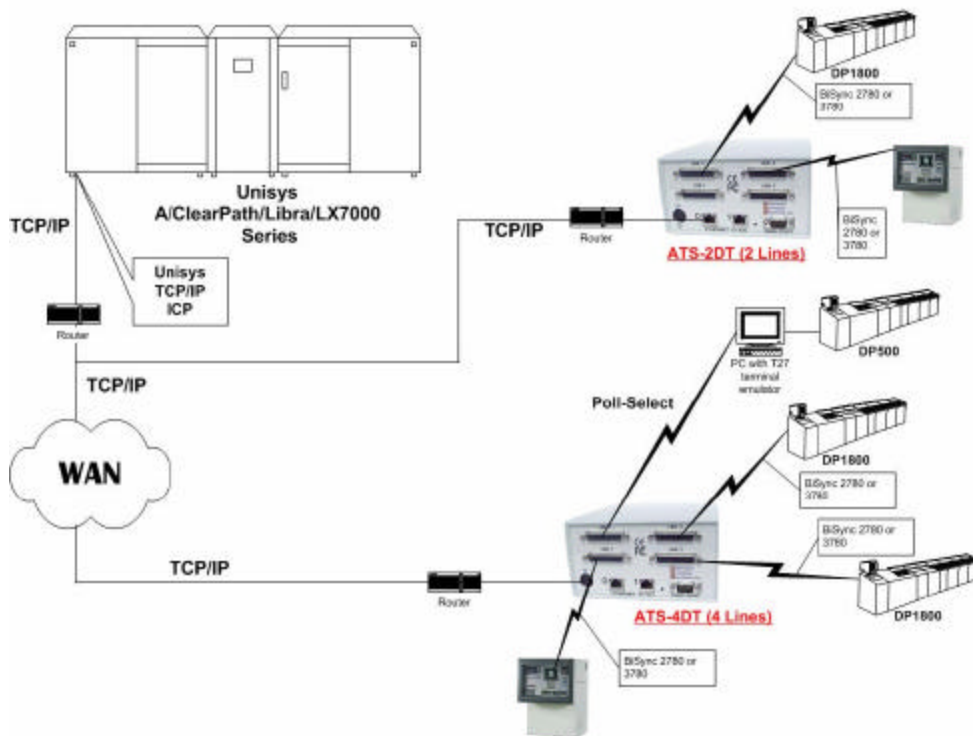 DP1800
BiSync 2780 or
3780
Unisys
A/ClearPath/Libra/LX7000
Series
TCP/IP
TCP/IP
Router
BiSync
2780 or
3780
ATS-2DT (2 Lines)
Unisys
TCP/IP
ICP
Router
DP500
PC with T27
terminal
emulator
TCP/IP
Poll-Select
DP1800
WAN
BiSync 2780 or
3780
BiSync 2780 or
3780
TCP/IP
Router
ATS-4DT (4 Lines)
DP1800
BiSync 2780 or
3780